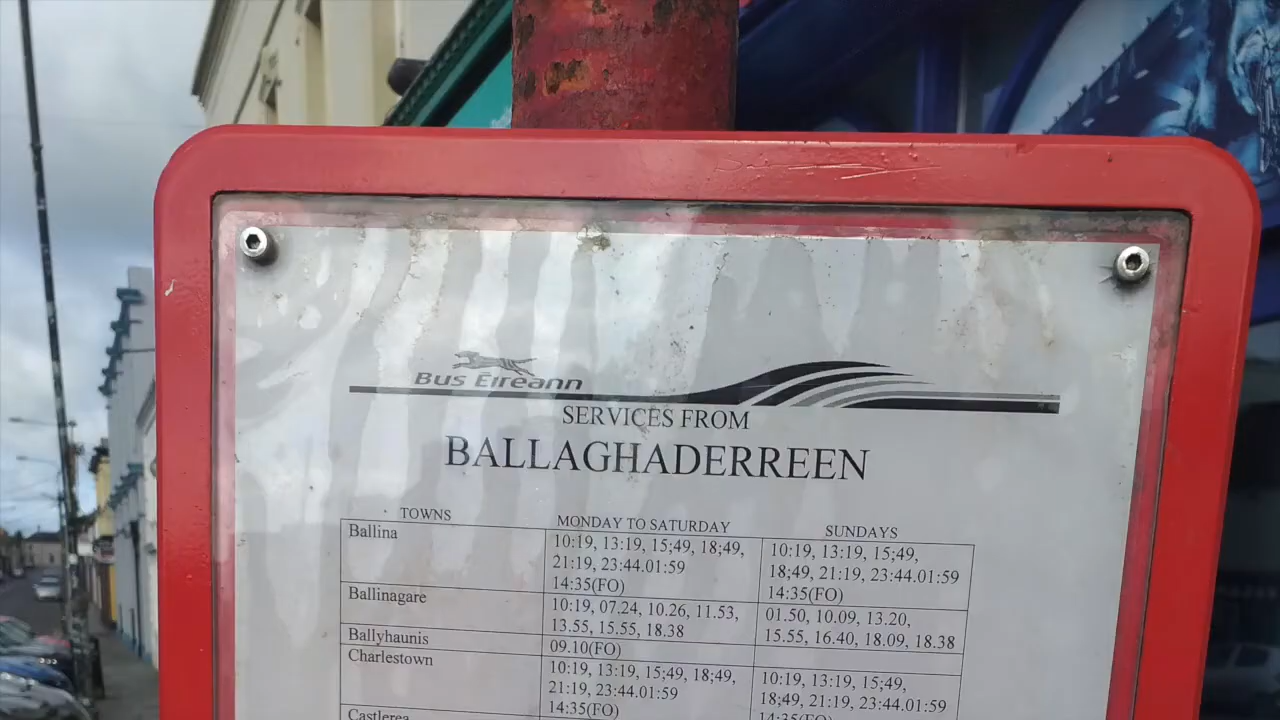 Bus Éireann
SERVICES FROM
BALLAGHADERREEN
TOWNS MONDAY TO SATURDAY SUNDAYS
Ballina
10:19, 13:19, 15;49, 18;49,
21:19, 23:44.01:59
14:35(FO)
10:19, 13:19, 15:49,
18;49, 21:19, 23:44.01:59
14:35(FO)
Ballinagare
10:19, 07.24, 10.26, 11.53,
13.55, 15.55, 18.38
01.50, 10.09, 13.20,
15.55, 16.40, 18.09, 18.38
Ballyhaunis
09.10(FO)
Charlestown
10:19, 13:19, 15;49, 18;49,
21:19, 23:44.01:59
14:35(FO)
10:19, 13:19, 15:49,
18;49, 21:19, 23:44.01:59
14:35(FO)
Castlerea